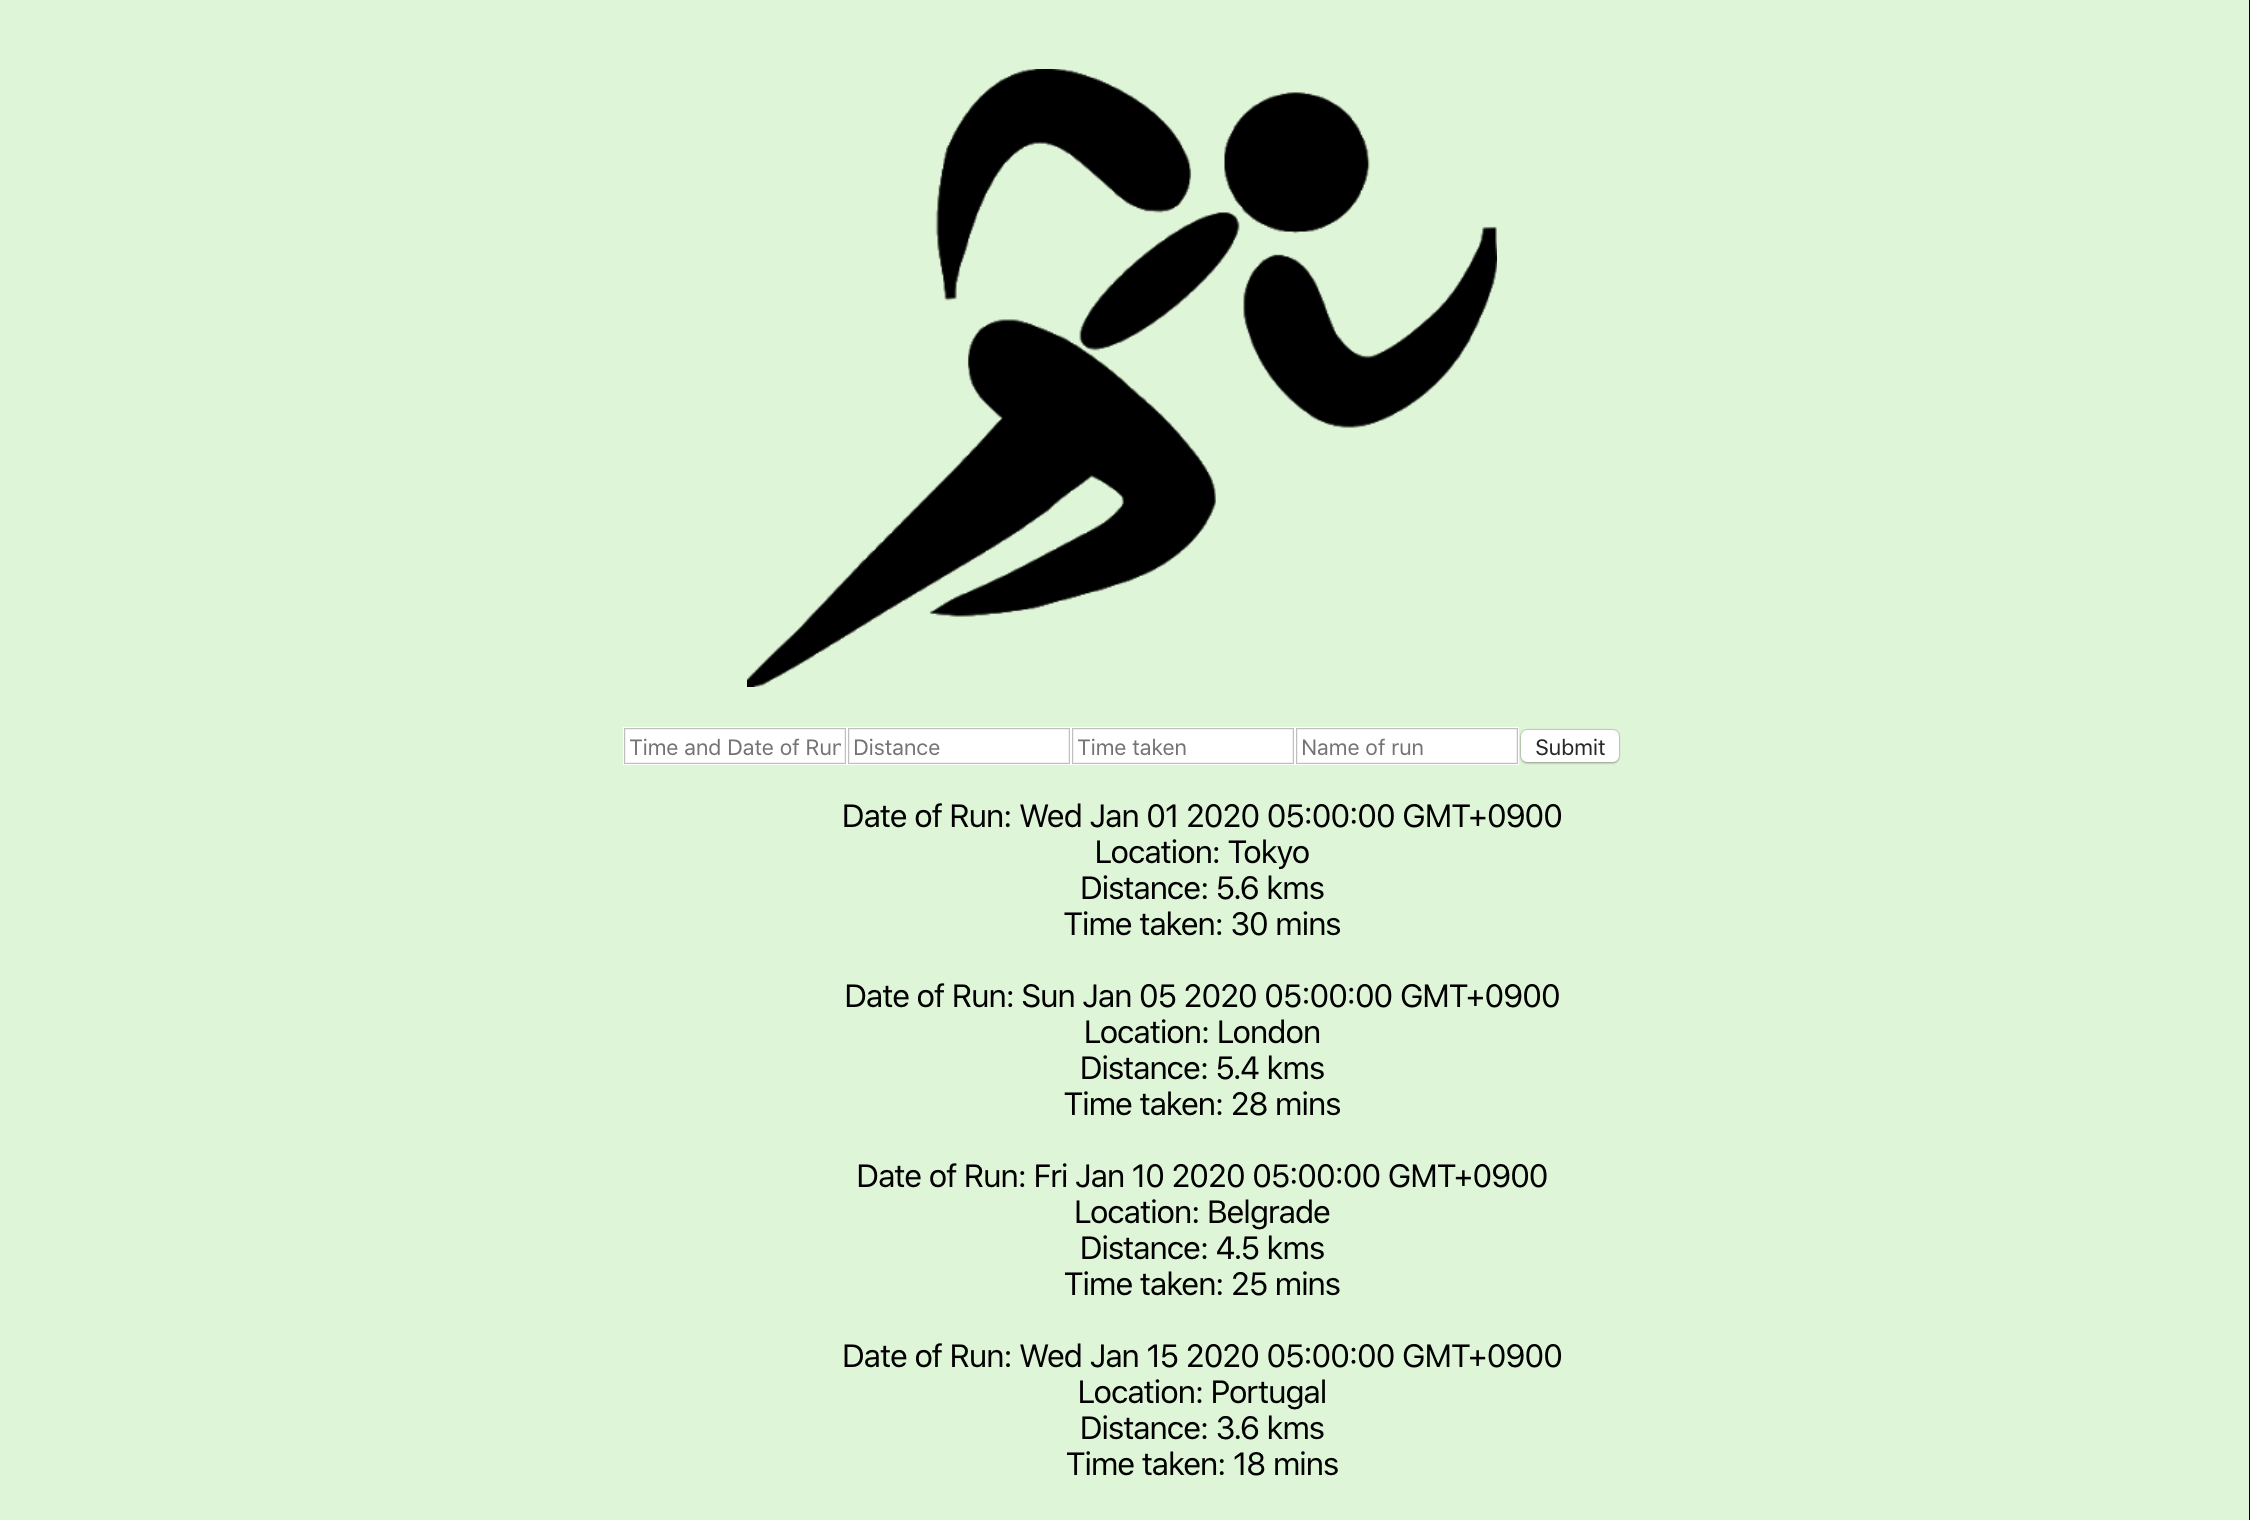 Time and Date of Run Distance Time taken Name of run Submit
Date of Run: Wed Jan 01 2020 05:00:00 GMT+0900
Location: Tokyo
Distance: 5.6 kms
Time taken: 30 mins
Date of Run: Sun Jan 05 2020 05:00:00 GMT+0900
Location: London
Distance: 5.4 kms
Time taken: 28 mins
Date of Run: Fri Jan 10 2020 05:00:00 GMT+0900
Location: Belgrade
Distance: 4.5 kms
Time taken: 25 mins
Date of Run: Wed Jan 15 2020 05:00:00 GMT+0900
Location: Portugal
Distance: 3.6 kms
Time taken: 18 mins